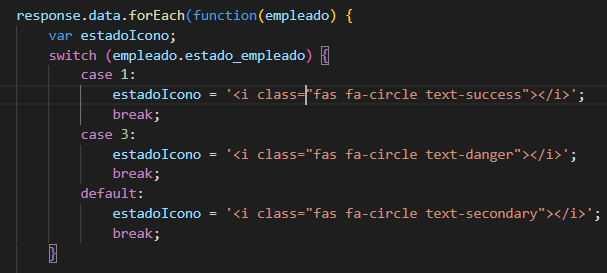 response.data.forEach(function(empleado) {
    var estadoIcono;
    switch (empleado.estado_empleado) {
        case 1:
            estadoIcono = '<i class="fas fa-circle text-success"></i>';
            break;
        case 3:
            estadoIcono = '<i class="fas fa-circle text-danger"></i>';
            break;
        default:
            estadoIcono = '<i class="fas fa-circle text-secondary"></i>';
            break;
    }